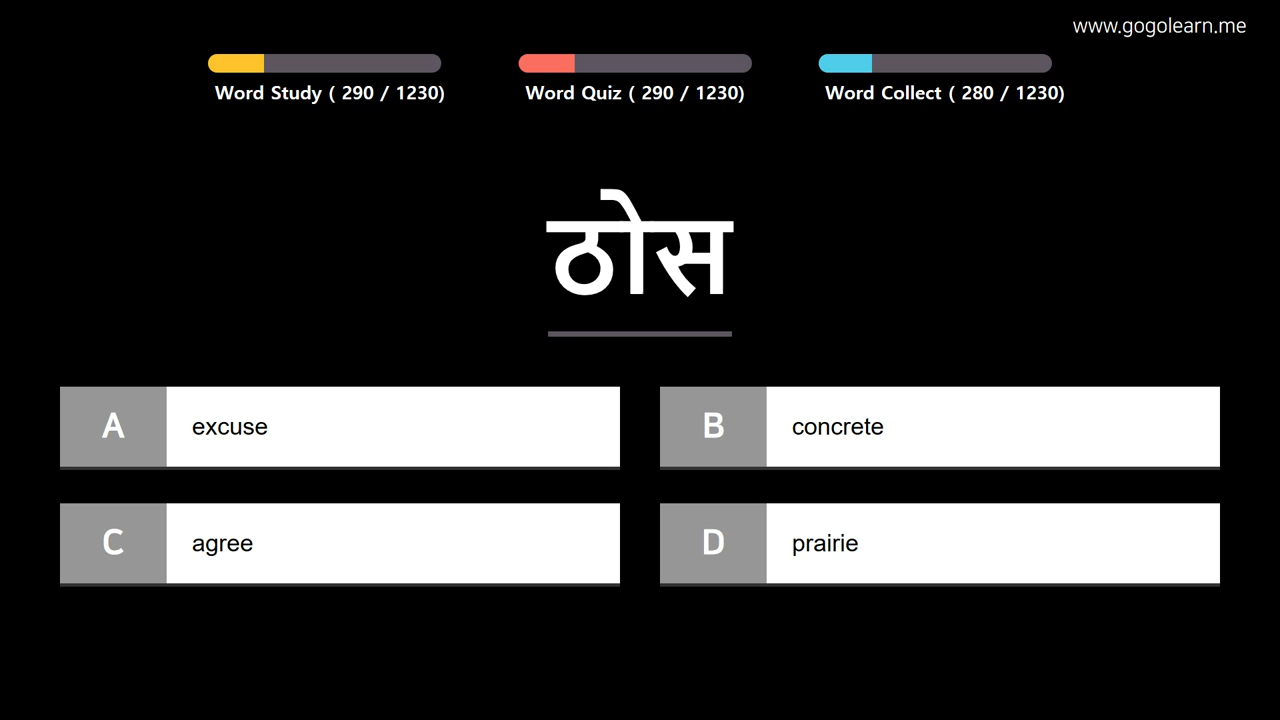 www.gogolearn.me
Word Study ( 290 / 1230)
Word Quiz ( 290 / 1230)
Word Collect ( 280 / 1230)
ठोस
A excuse
B concrete
C agree
D prairie